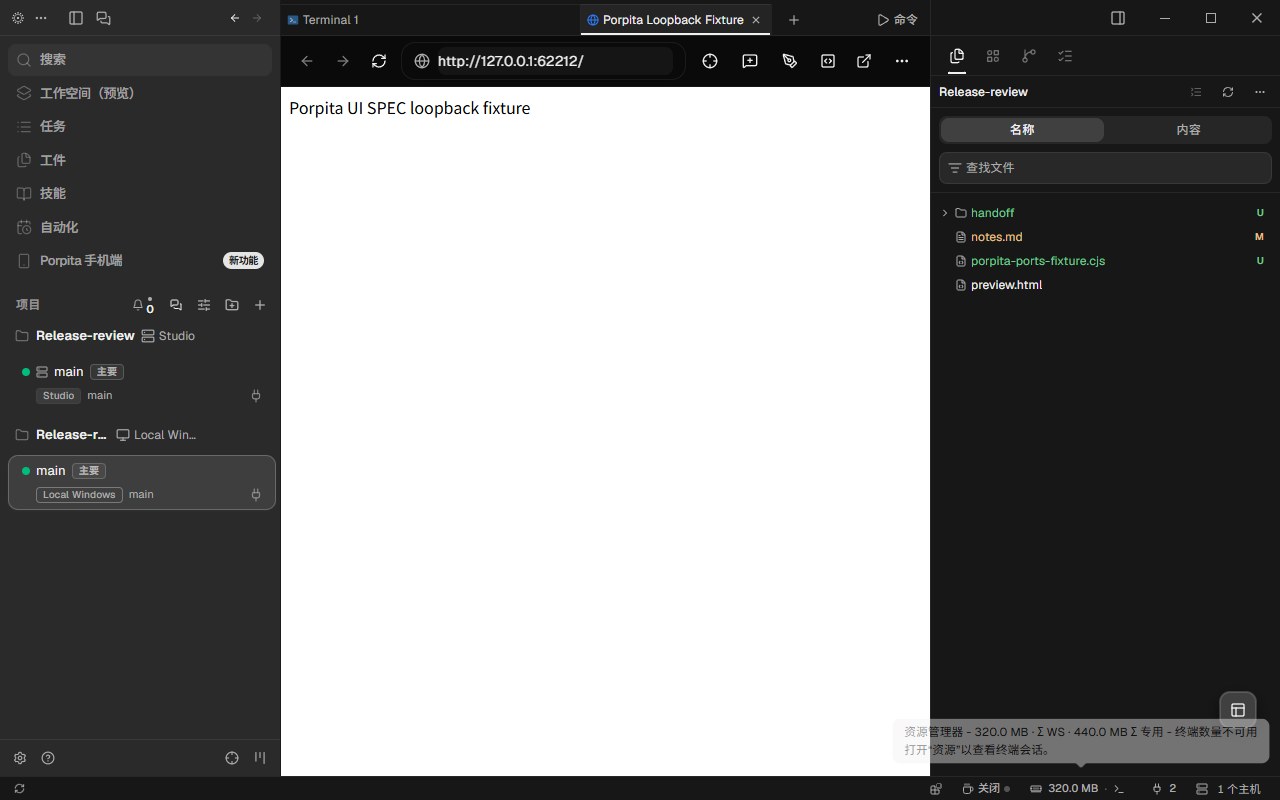 Terminal 1
Porpita Loopback Fixture
命令
搜索
工作空间（预览）
任务
工件
技能
自动化
Porpita 手机端
新功能
项目
0
Release-review
Studio
main
主要
Studio
main
Release-r...
Local Win...
main
主要
Local Windows
main
http://127.0.0.1:62212/
Porpita UI SPEC loopback fixture
Release-review
名称
内容
查找文件
handoff
U
notes.md
M
porpita-ports-fixture.cjs
U
preview.html
资源管理器 - 320.0 MB · Σ WS · 440.0 MB Σ 专用 - 终端数量不可用
打开“资源”以查看终端会话。
关闭
320.0 MB ·
2
1 个主机